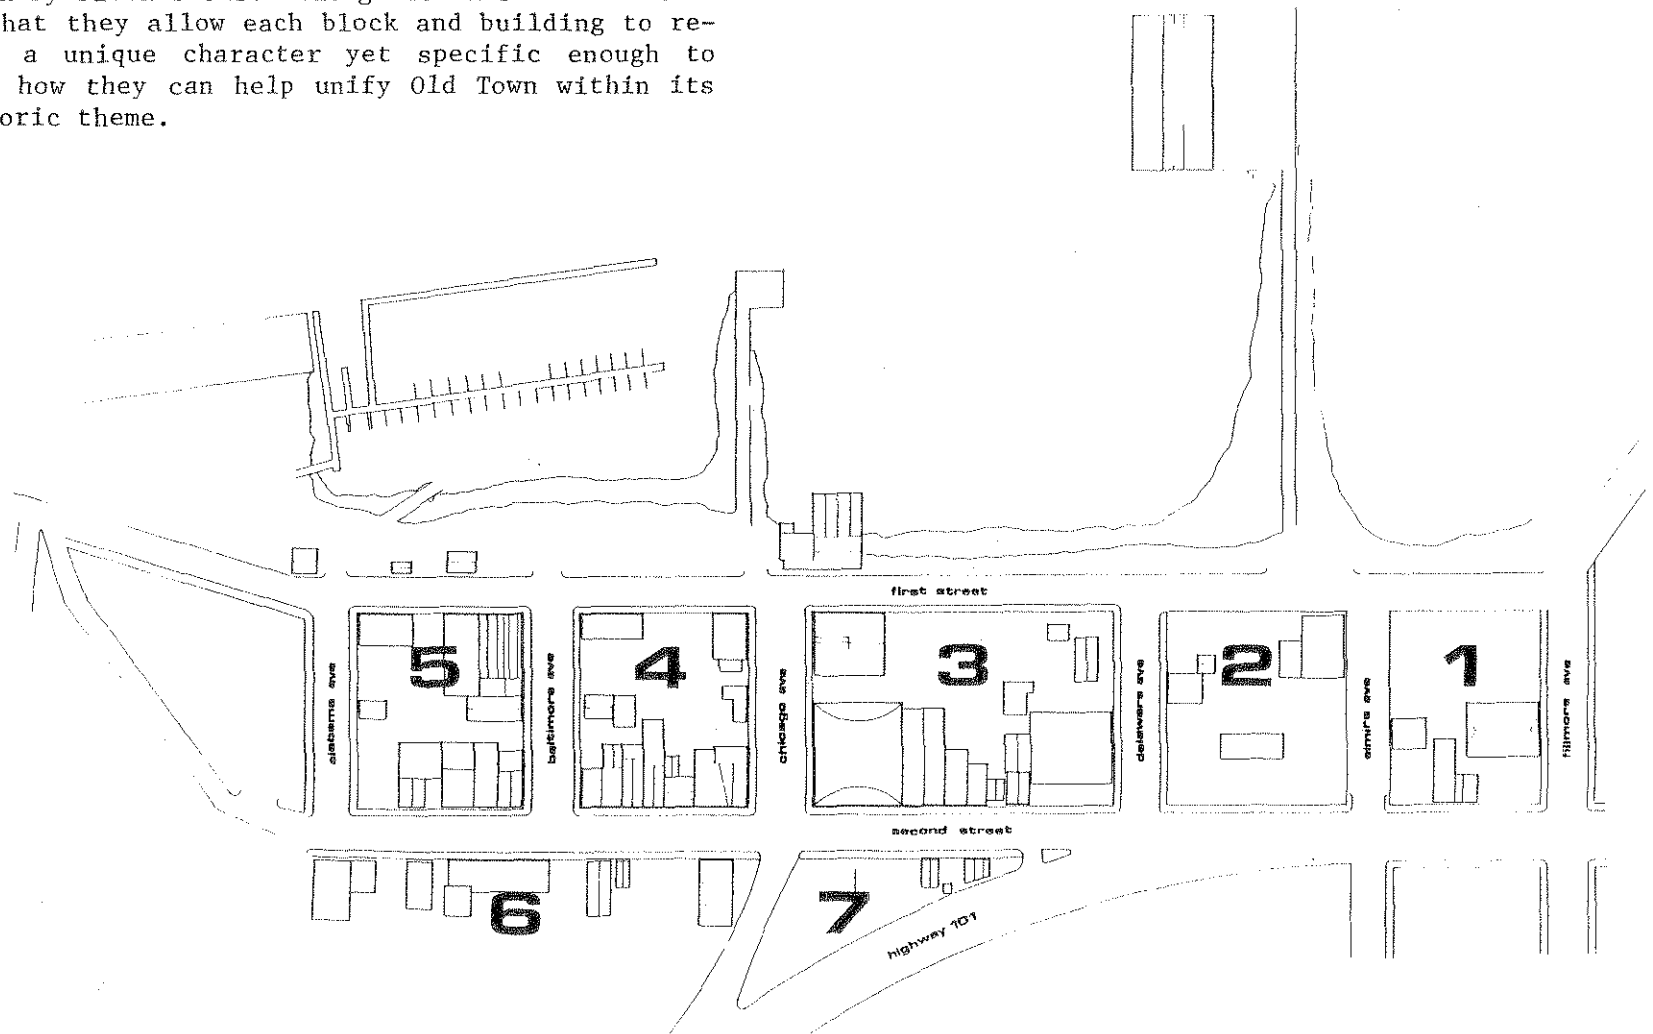 hat they allow each block and building to re-
a unique character yet specific enough to
how they can help unify Old Town within its
oric theme.
first street
5
4
3
2
1
alabama ave
baltimore ave
chicago ave
delaware ave
elmira ave
fillmore ave
second street
6
7
highway 101